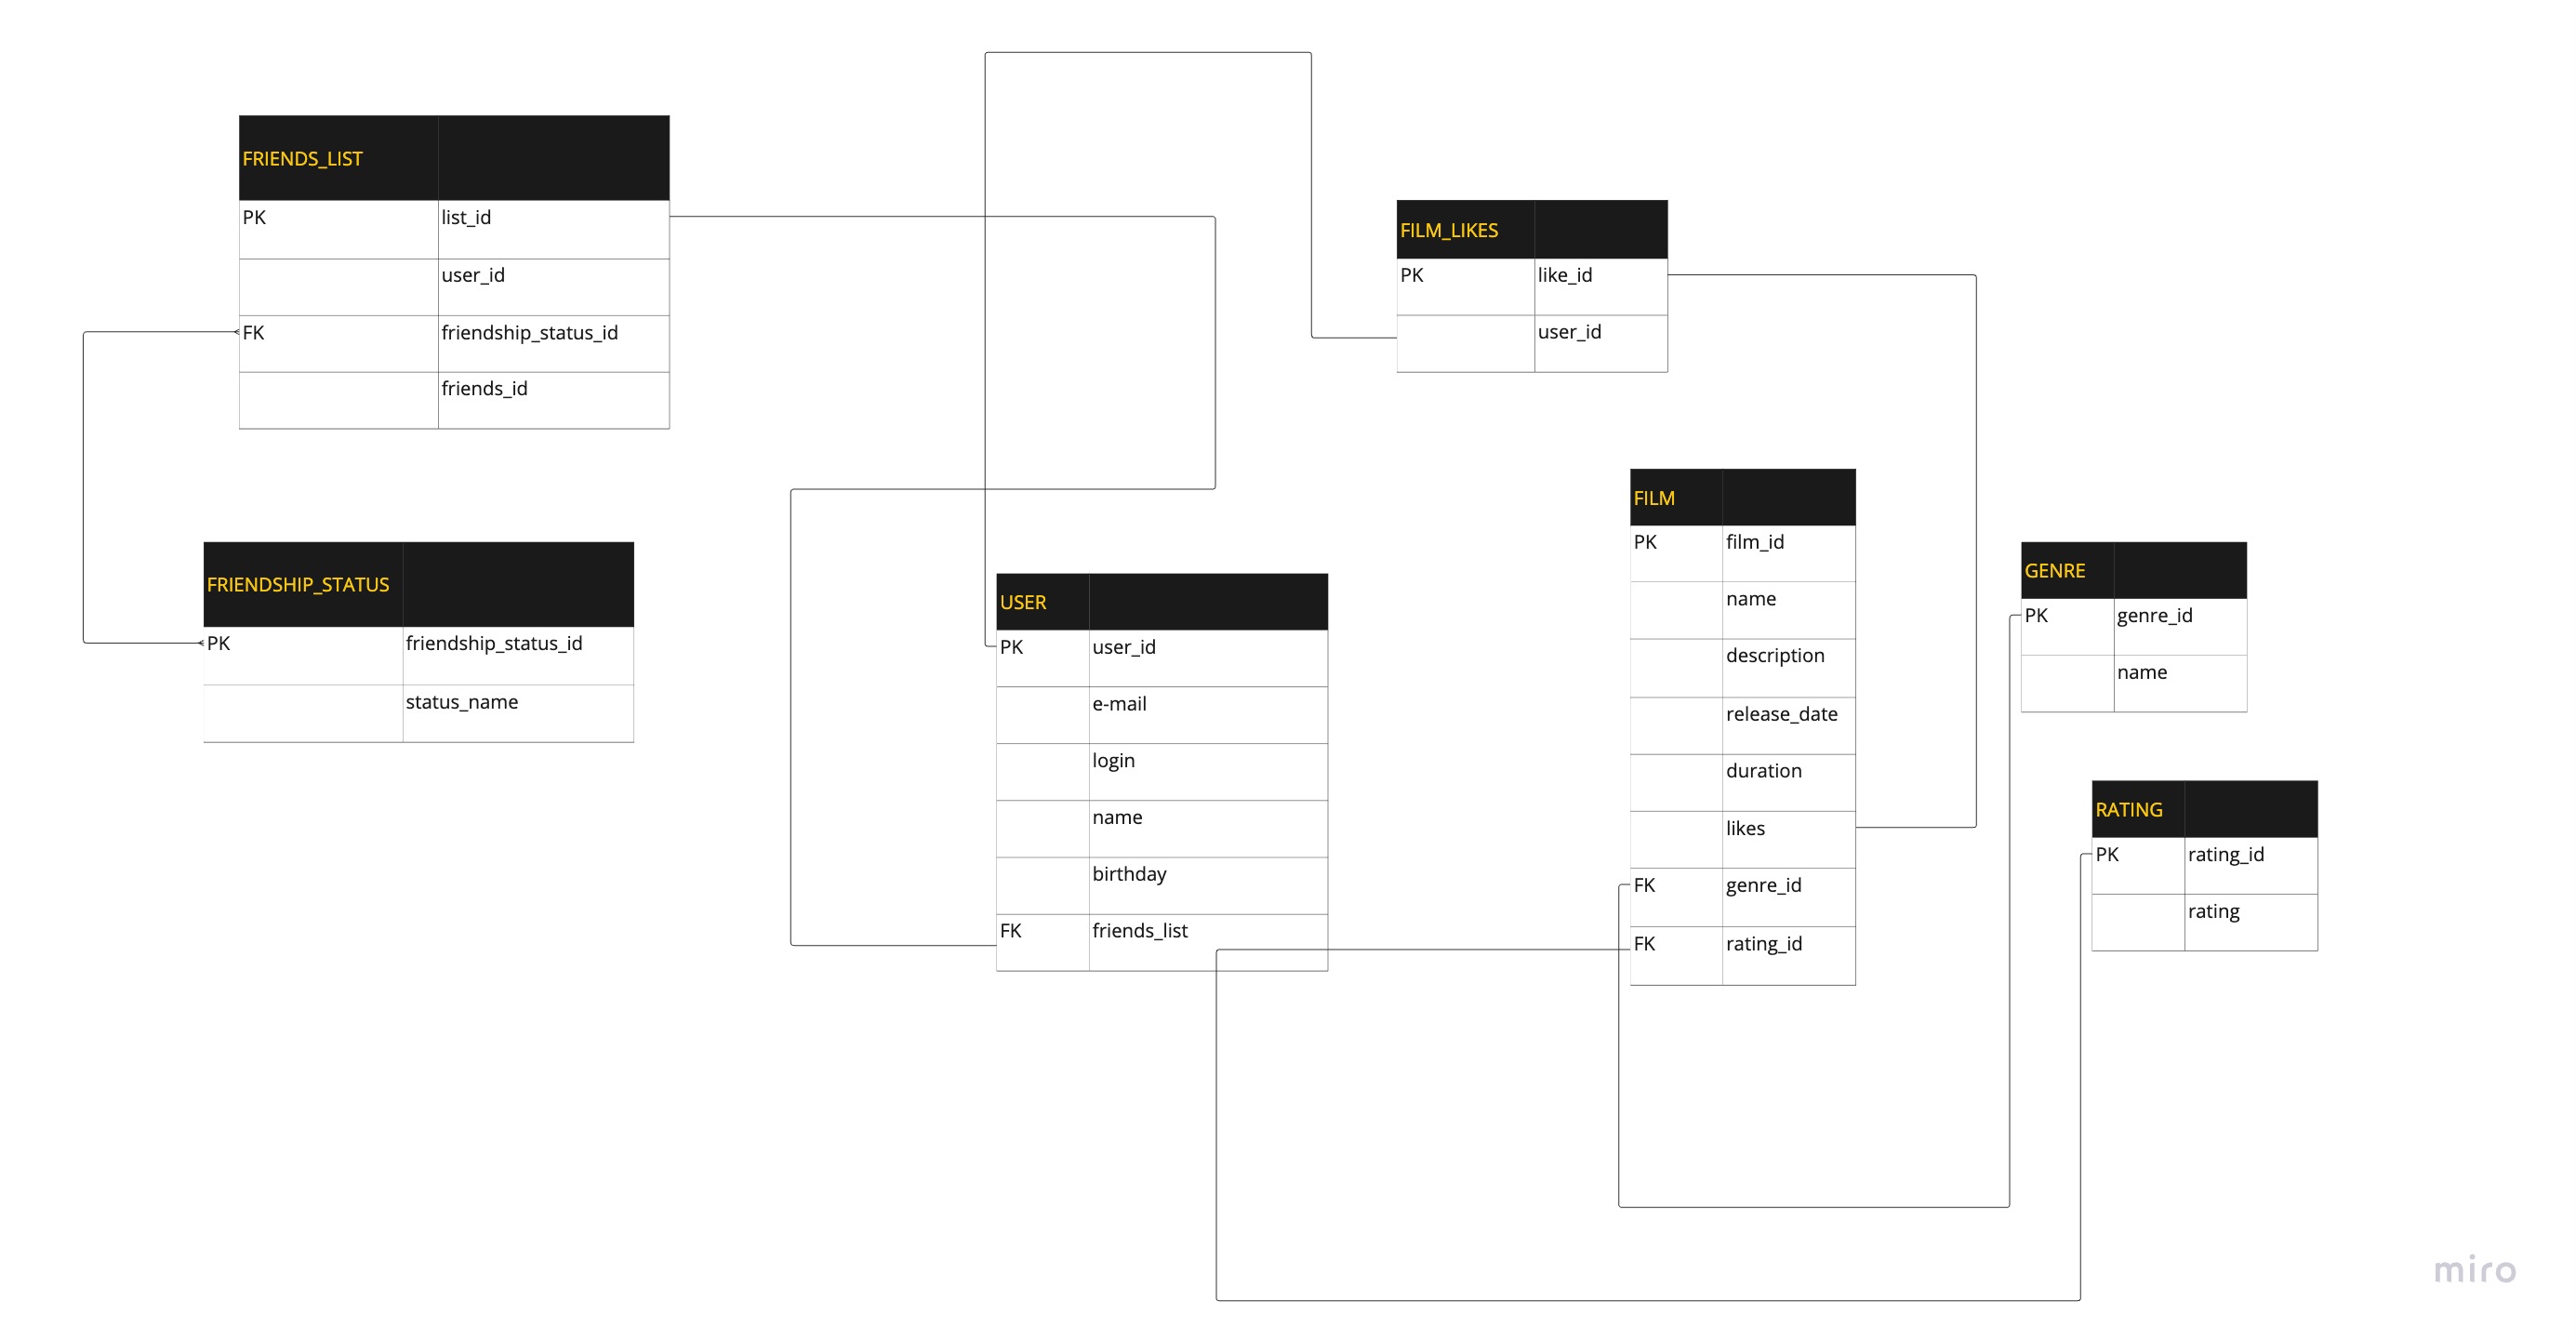 FRIENDS_LIST
PK list_id
user_id
FK friendship_status_id
friends_id
FRIENDSHIP_STATUS
PK friendship_status_id
status_name
USER
PK user_id
e-mail
login
name
birthday
FK friends_list
FILM_LIKES
PK like_id
user_id
FILM
PK film_id
name
description
release_date
duration
likes
FK genre_id
FK rating_id
GENRE
PK genre_id
name
RATING
PK rating_id
rating
miro